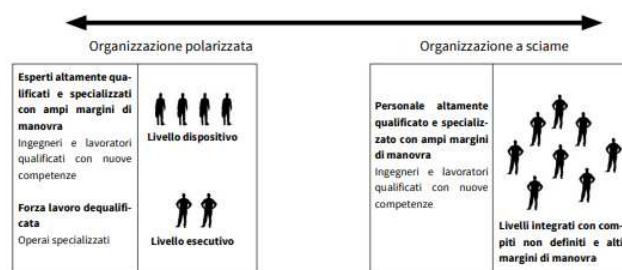 Organizzazione polarizzata
Esperti altamente qua-
lificati e specializzati
con ampi margini di
manovra
Ingegneri e lavoratori
qualificati con nuove
competenze
Forza lavoro dequalifi-
cata
Operai specializzati
Livello dispositivo
Livello esecutivo
Organizzazione a sciame
Personale altamente
qualificato e specializ-
zato con ampi margini
di manovra
Ingegneri e lavoratori
qualificati con nuove
competenze
Livelli integrati con com-
piti non definiti e alti
margini di manovra